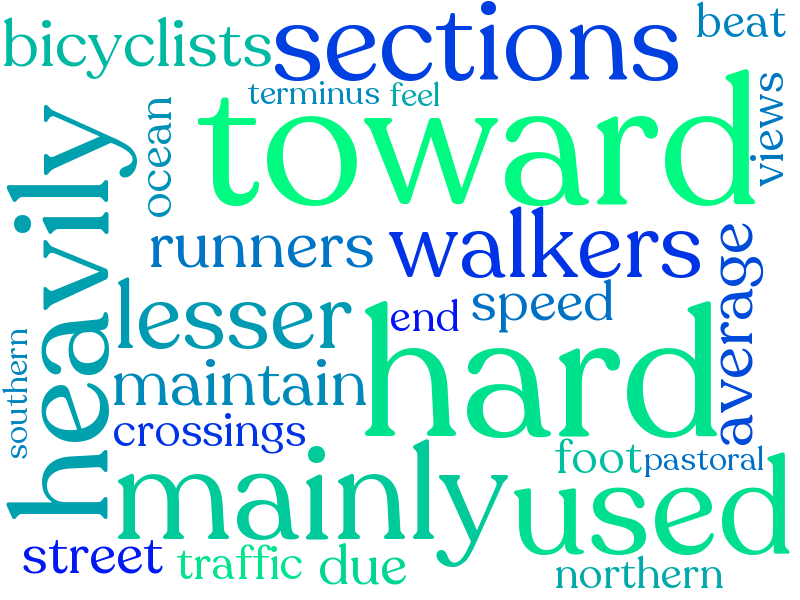 beat
bicyclists
sections
terminus
feel
views
ocean
toward
heavily
runners
walkers
average
lesser
end
speed
southern
hard
maintain
crossings
foot
pastoral
mainly
used
street
traffic
due
northern